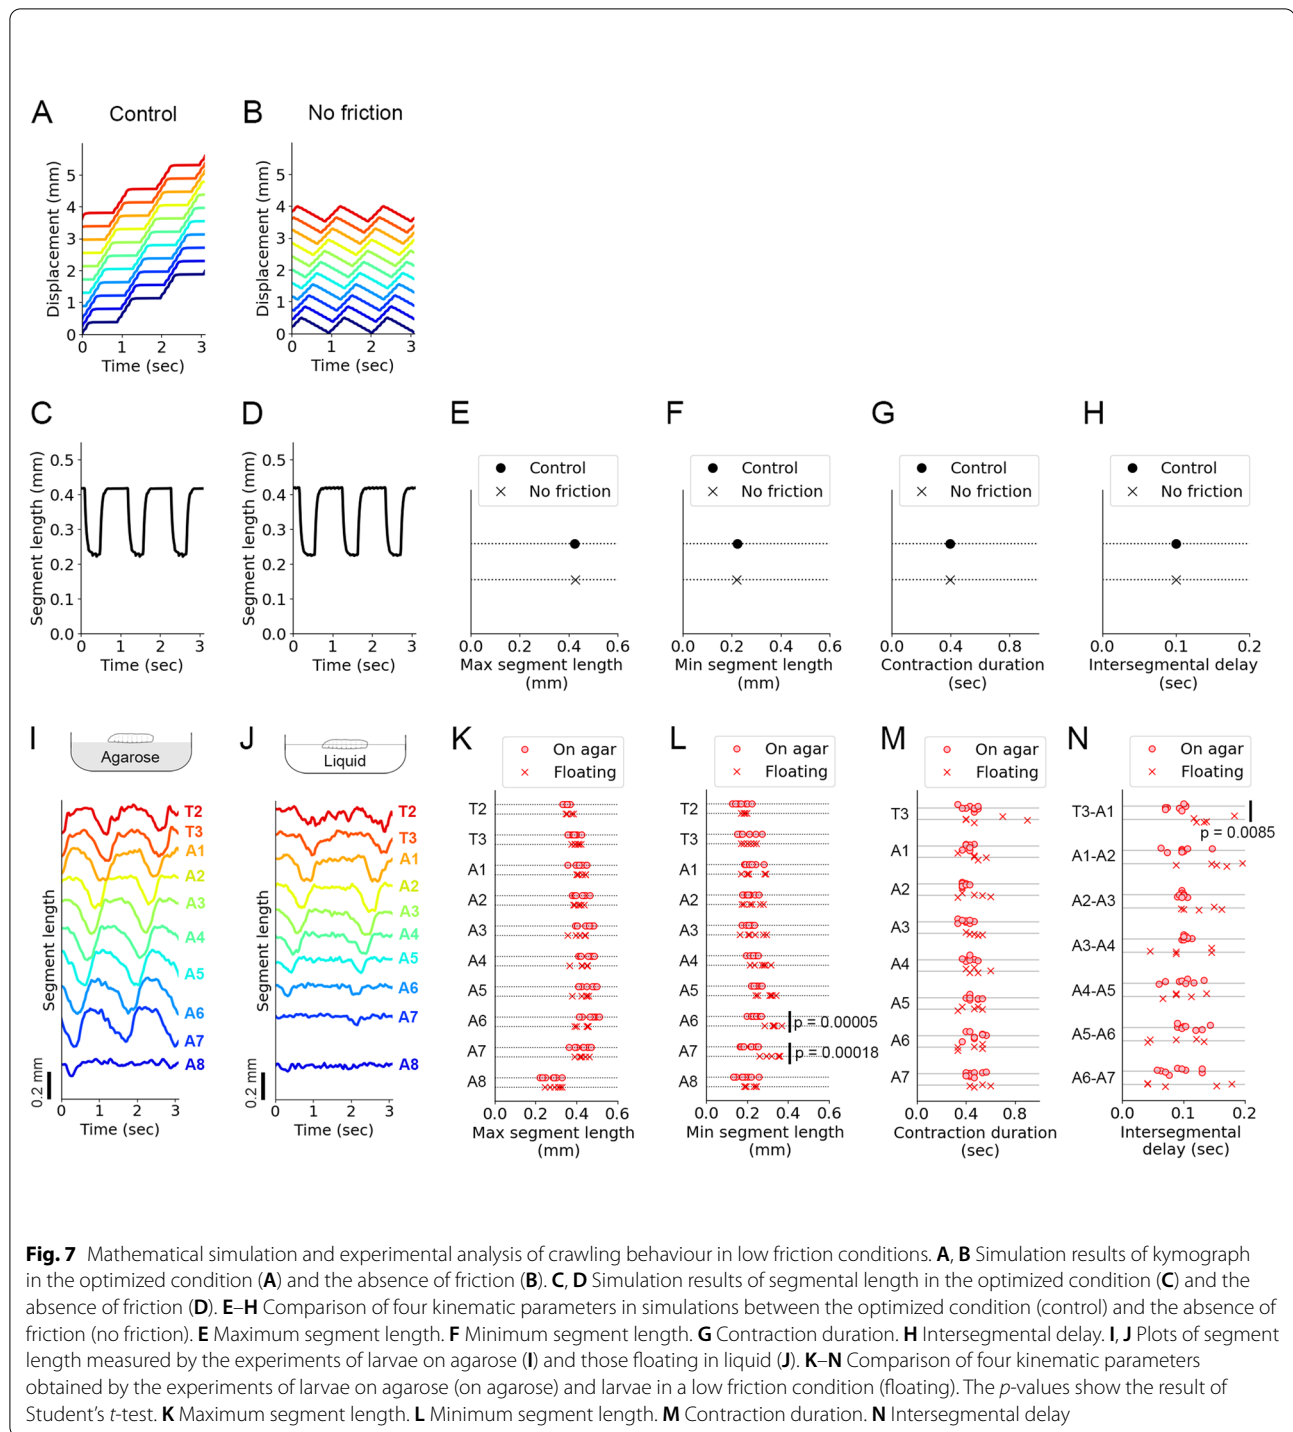 A Control B No friction
Displacement (mm)
5
4
3
2
1
0
0 1 2 3
Time (sec)
Displacement (mm)
5
4
3
2
1
0
0 1 2 3
Time (sec)
C D E F G H
Segment length (mm)
0.5
0.4
0.3
0.2
0.1
0.0
0 1 2 3
Time (sec)
Segment length (mm)
0.5
0.4
0.3
0.2
0.1
0.0
0 1 2 3
Time (sec)
Control
No friction
0.0 0.2 0.4 0.6
Max segment length
(mm)
Control
No friction
0.0 0.2 0.4 0.6
Min segment length
(mm)
Control
No friction
0.0 0.4 0.8
Contraction duration
(sec)
Control
No friction
0.0 0.1 0.2
Intersegmental delay
(sec)
I J K L M N
Agarose
Segment length
T2
T3
A1
A2
A3
A4
A5
A6
A7
A8
0.2 mm
0 1 2 3
Time (sec)
Liquid
Segment length
T2
T3
A1
A2
A3
A4
A5
A6
A7
A8
0.2 mm
0 1 2 3
Time (sec)
On agar
Floating
T2
T3
A1
A2
A3
A4
A5
A6
A7
A8
0.0 0.2 0.4 0.6
Max segment length
(mm)
On agar
Floating
T2
T3
A1
A2
A3
A4
A5
A6
p = 0.00005
A7
p = 0.00018
A8
0.0 0.2 0.4 0.6
Min segment length
(mm)
On agar
Floating
T3
A1
A2
A3
A4
A5
A6
A7
0.0 0.4 0.8
Contraction duration
(sec)
On agar
Floating
T3-A1
p = 0.0085
A1-A2
A2-A3
A3-A4
A4-A5
A5-A6
A6-A7
0.0 0.1 0.2
Intersegmental
delay (sec)
Fig. 7 Mathematical simulation and experimental analysis of crawling behaviour in low friction conditions. A, B Simulation results of kymograph
in the optimized condition (A) and the absence of friction (B). C, D Simulation results of segmental length in the optimized condition (C) and the
absence of friction (D). E–H Comparison of four kinematic parameters in simulations between the optimized condition (control) and the absence of
friction (no friction). E Maximum segment length. F Minimum segment length. G Contraction duration. H Intersegmental delay. I, J Plots of segment
length measured by the experiments of larvae on agarose (I) and those floating in liquid (J). K–N Comparison of four kinematic parameters
obtained by the experiments of larvae on agarose (on agarose) and larvae in a low friction condition (floating). The p-values show the result of
Student's t-test. K Maximum segment length. L Minimum segment length. M Contraction duration. N Intersegmental delay